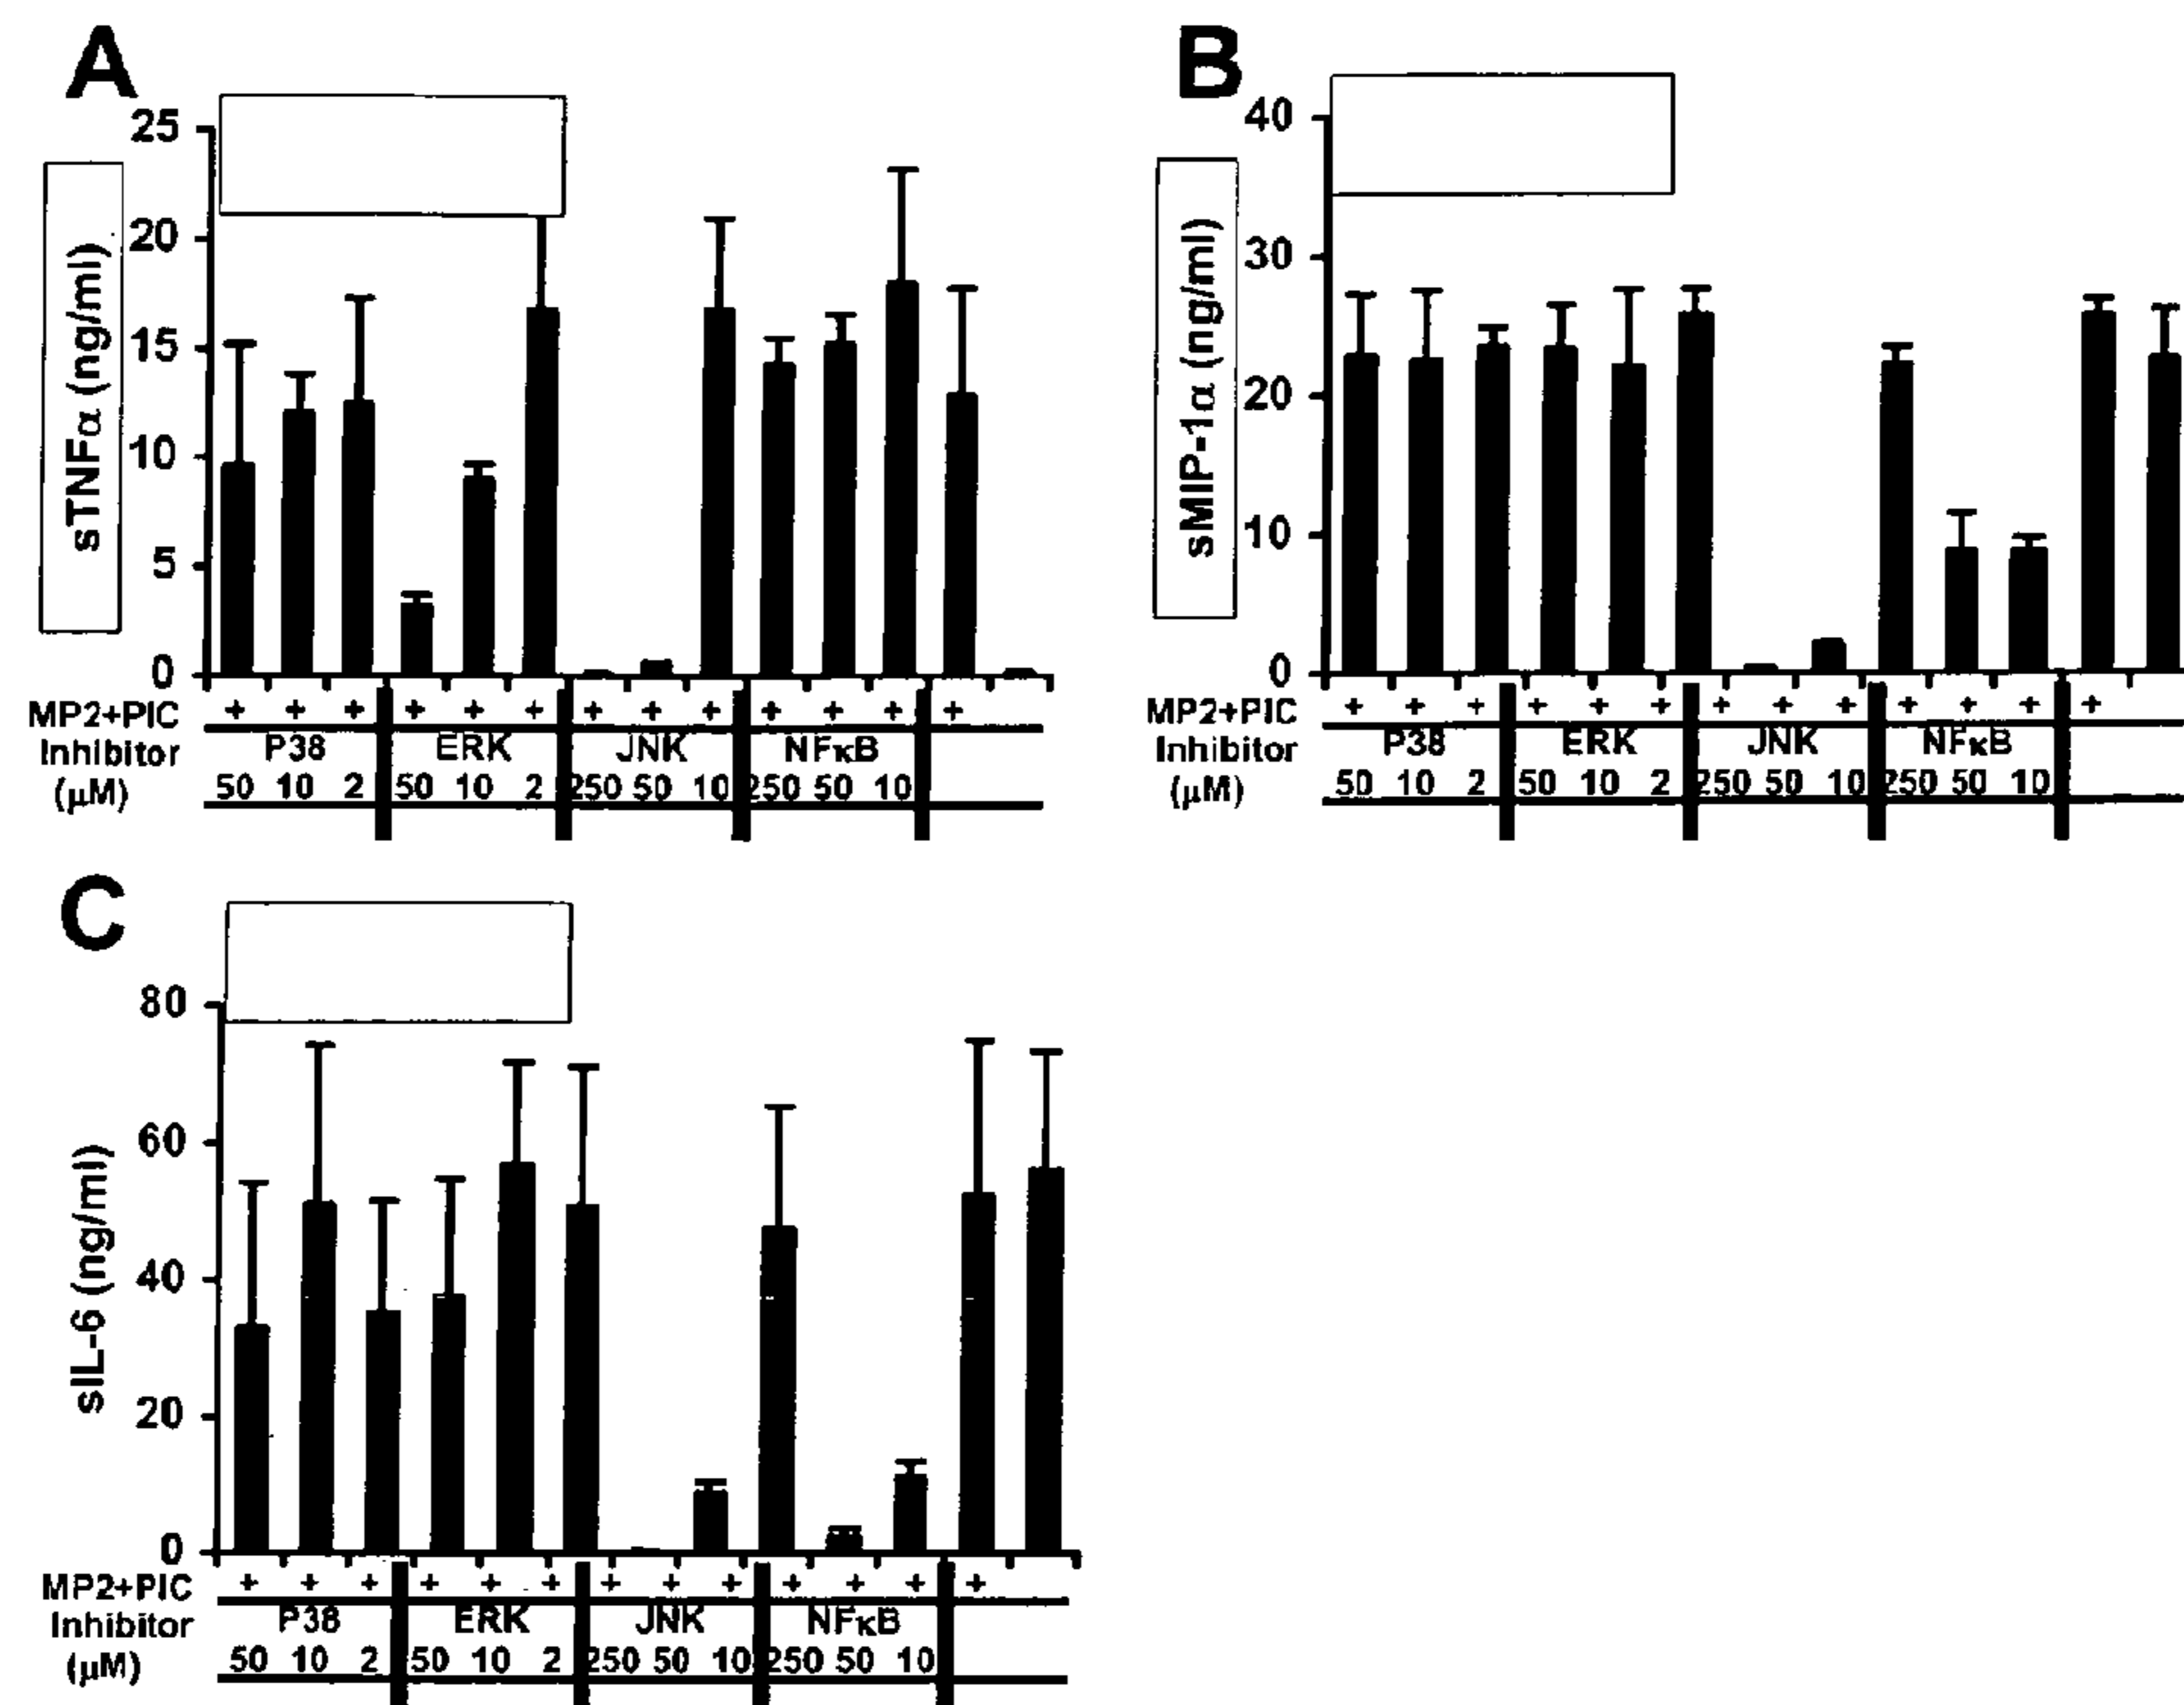 A
25
20
15
10
5
0
sTNFα (ng/ml)
MP2+PIC + + + + + + + + + + + + +
Inhibitor P38 ERK JNK NFκB
(μM) 50 10 2 50 10 2 250 50 10 250 50 10
B
40
30
20
10
0
sMIP-1α (ng/ml)
MP2+PIC + + + + + + + + + + + + +
Inhibitor P38 ERK JNK NFκB
(μM) 50 10 2 50 10 2 250 50 10 250 50 10
C
80
60
40
20
0
sIL-6 (ng/ml)
MP2+PIC + + + + + + + + + + + + +
Inhibitor P38 ERK JNK NFκB
(μM) 50 10 2 50 10 2 250 50 10 250 50 10